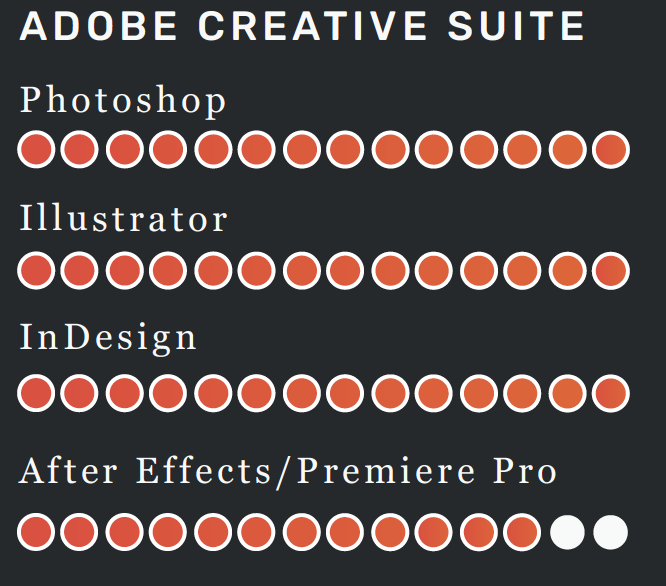 ADOBE CREATIVE SUITE
Photoshop
Illustrator
InDesign
After Effects/Premiere Pro